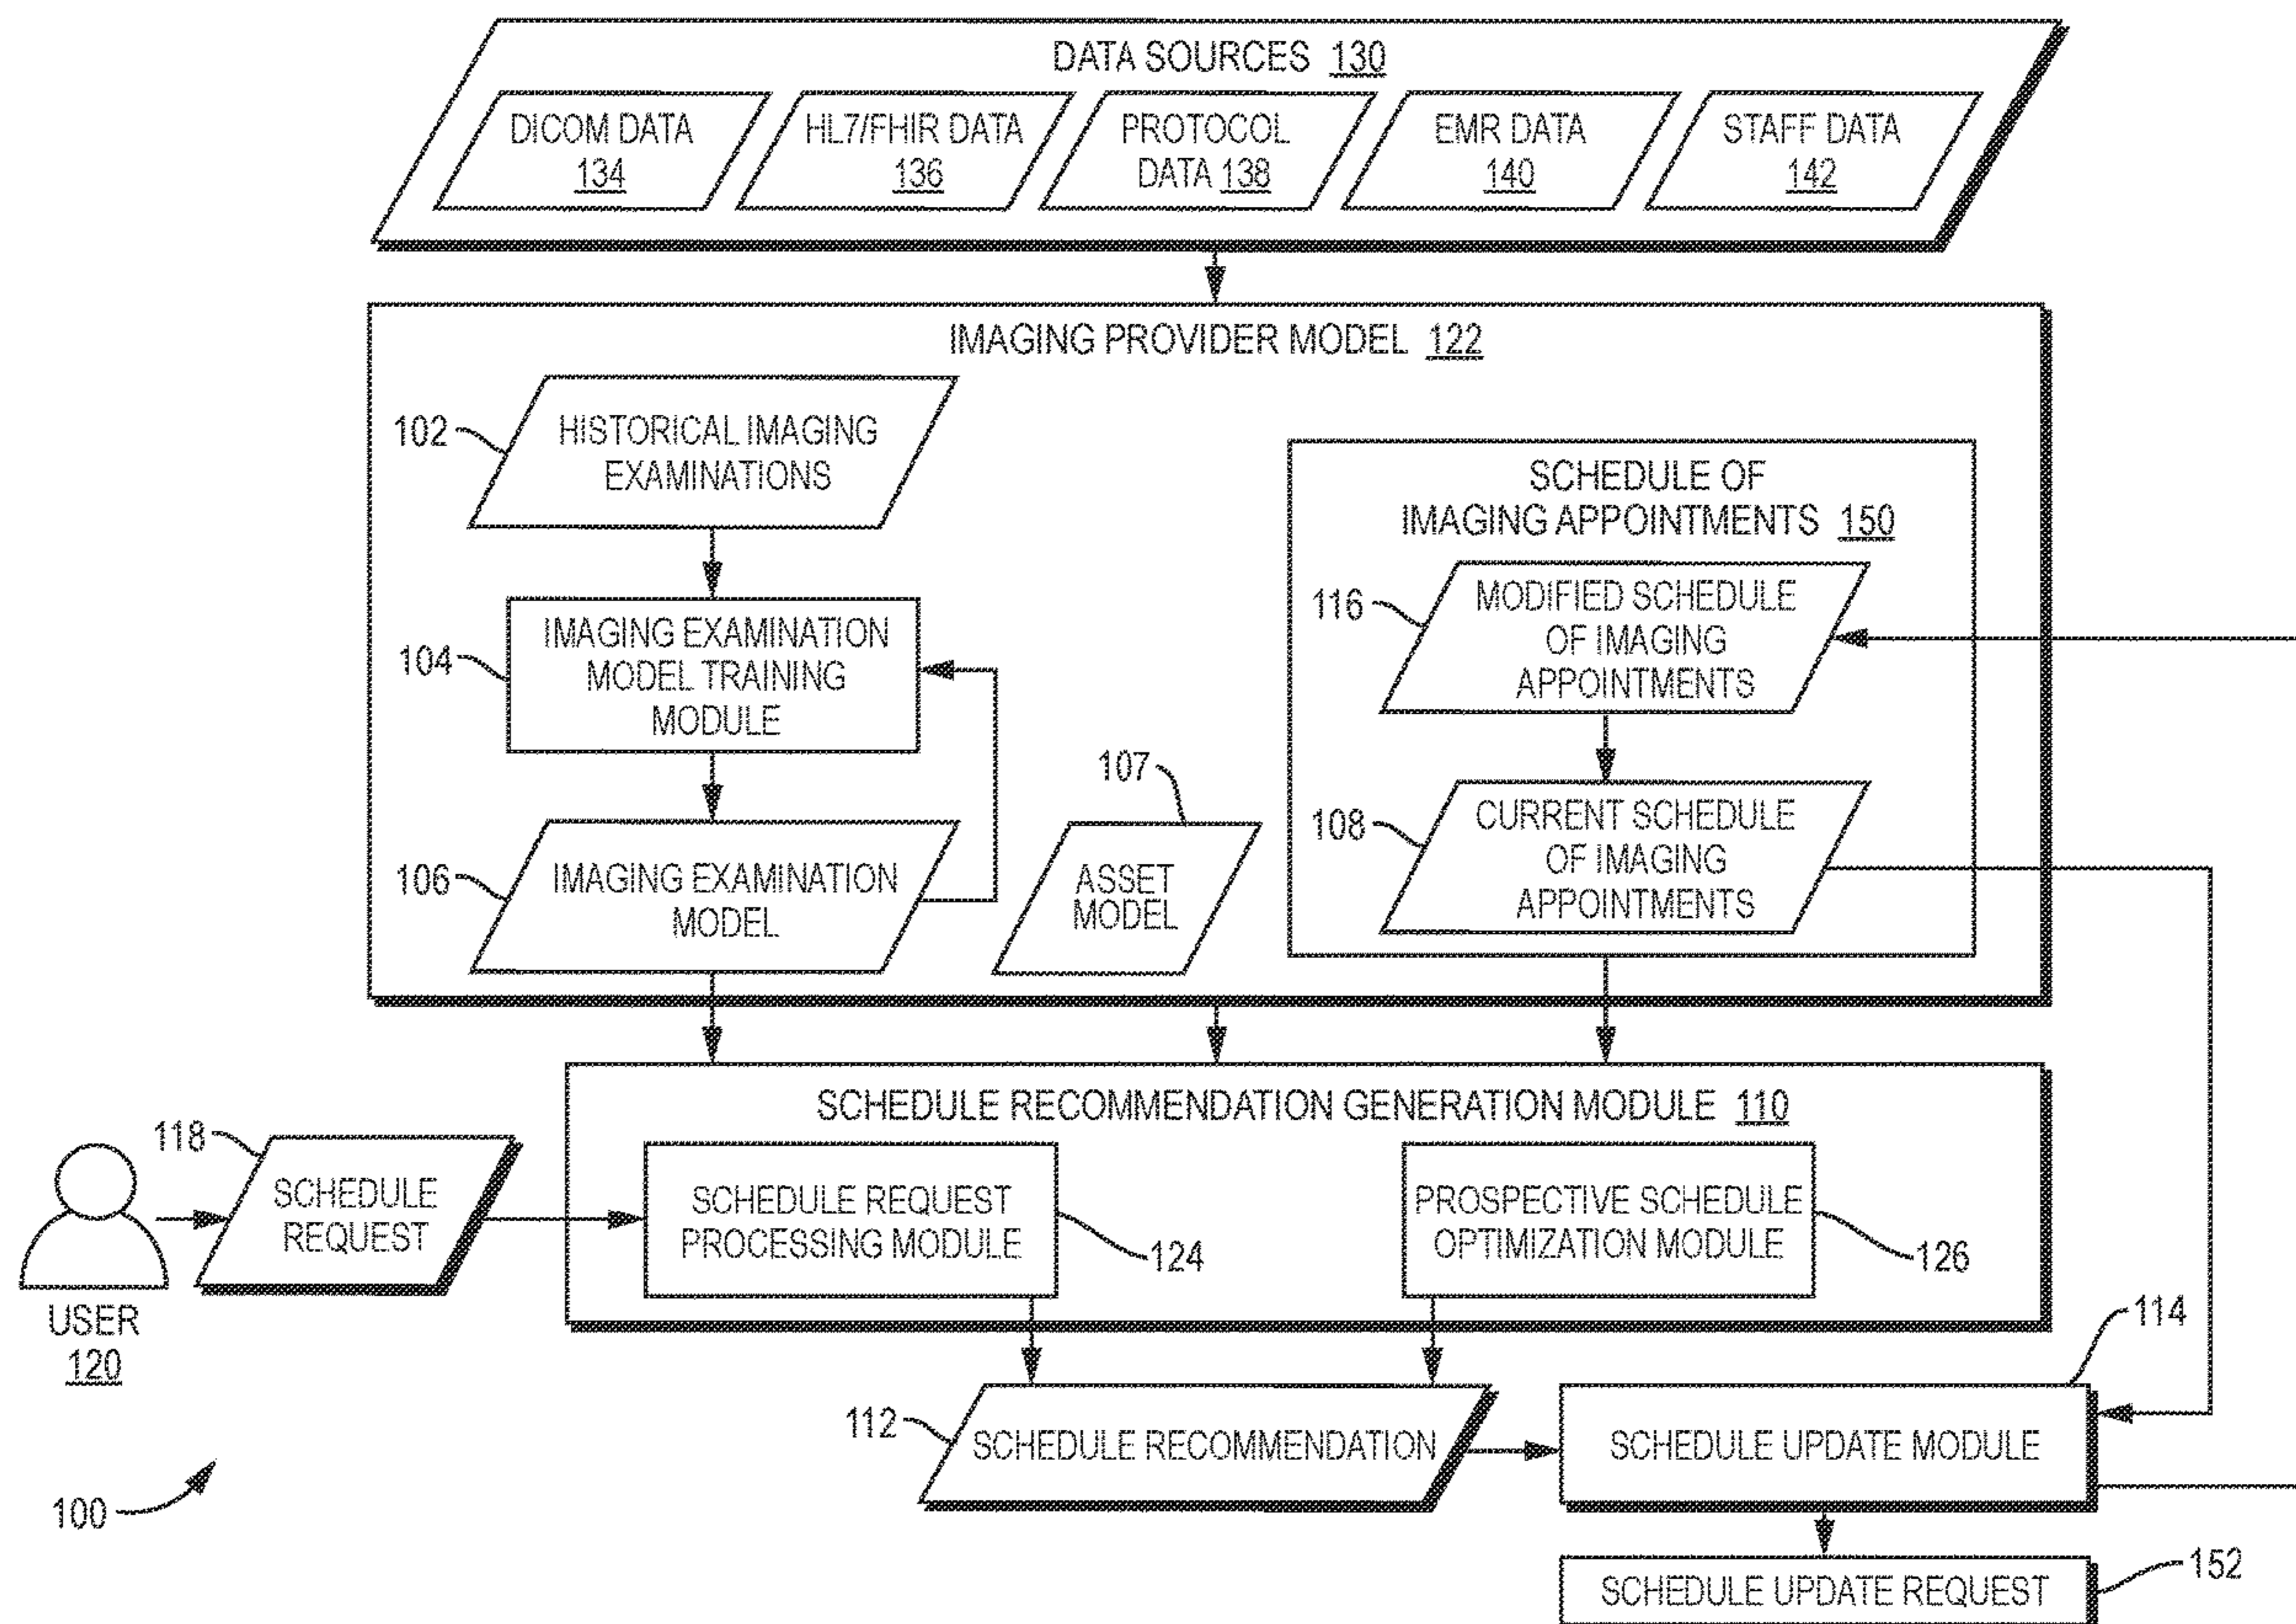 DATA SOURCES 130
DICOM DATA
134
HL7/FHIR DATA
136
PROTOCOL
DATA 138
EMR DATA
140
STAFF DATA
142
IMAGING PROVIDER MODEL 122
102
HISTORICAL IMAGING
EXAMINATIONS
104
IMAGING EXAMINATION
MODEL TRAINING
MODULE
106
IMAGING EXAMINATION
MODEL
107
ASSET
MODEL
SCHEDULE OF
IMAGING APPOINTMENTS 150
116
MODIFIED SCHEDULE
OF IMAGING
APPOINTMENTS
108
CURRENT SCHEDULE
OF IMAGING
APPOINTMENTS
SCHEDULE RECOMMENDATION GENERATION MODULE 110
118
SCHEDULE
REQUEST
USER
120
SCHEDULE REQUEST
PROCESSING MODULE
124
PROSPECTIVE SCHEDULE
OPTIMIZATION MODULE
126
114
112
SCHEDULE RECOMMENDATION
SCHEDULE UPDATE MODULE
100
SCHEDULE UPDATE REQUEST
152